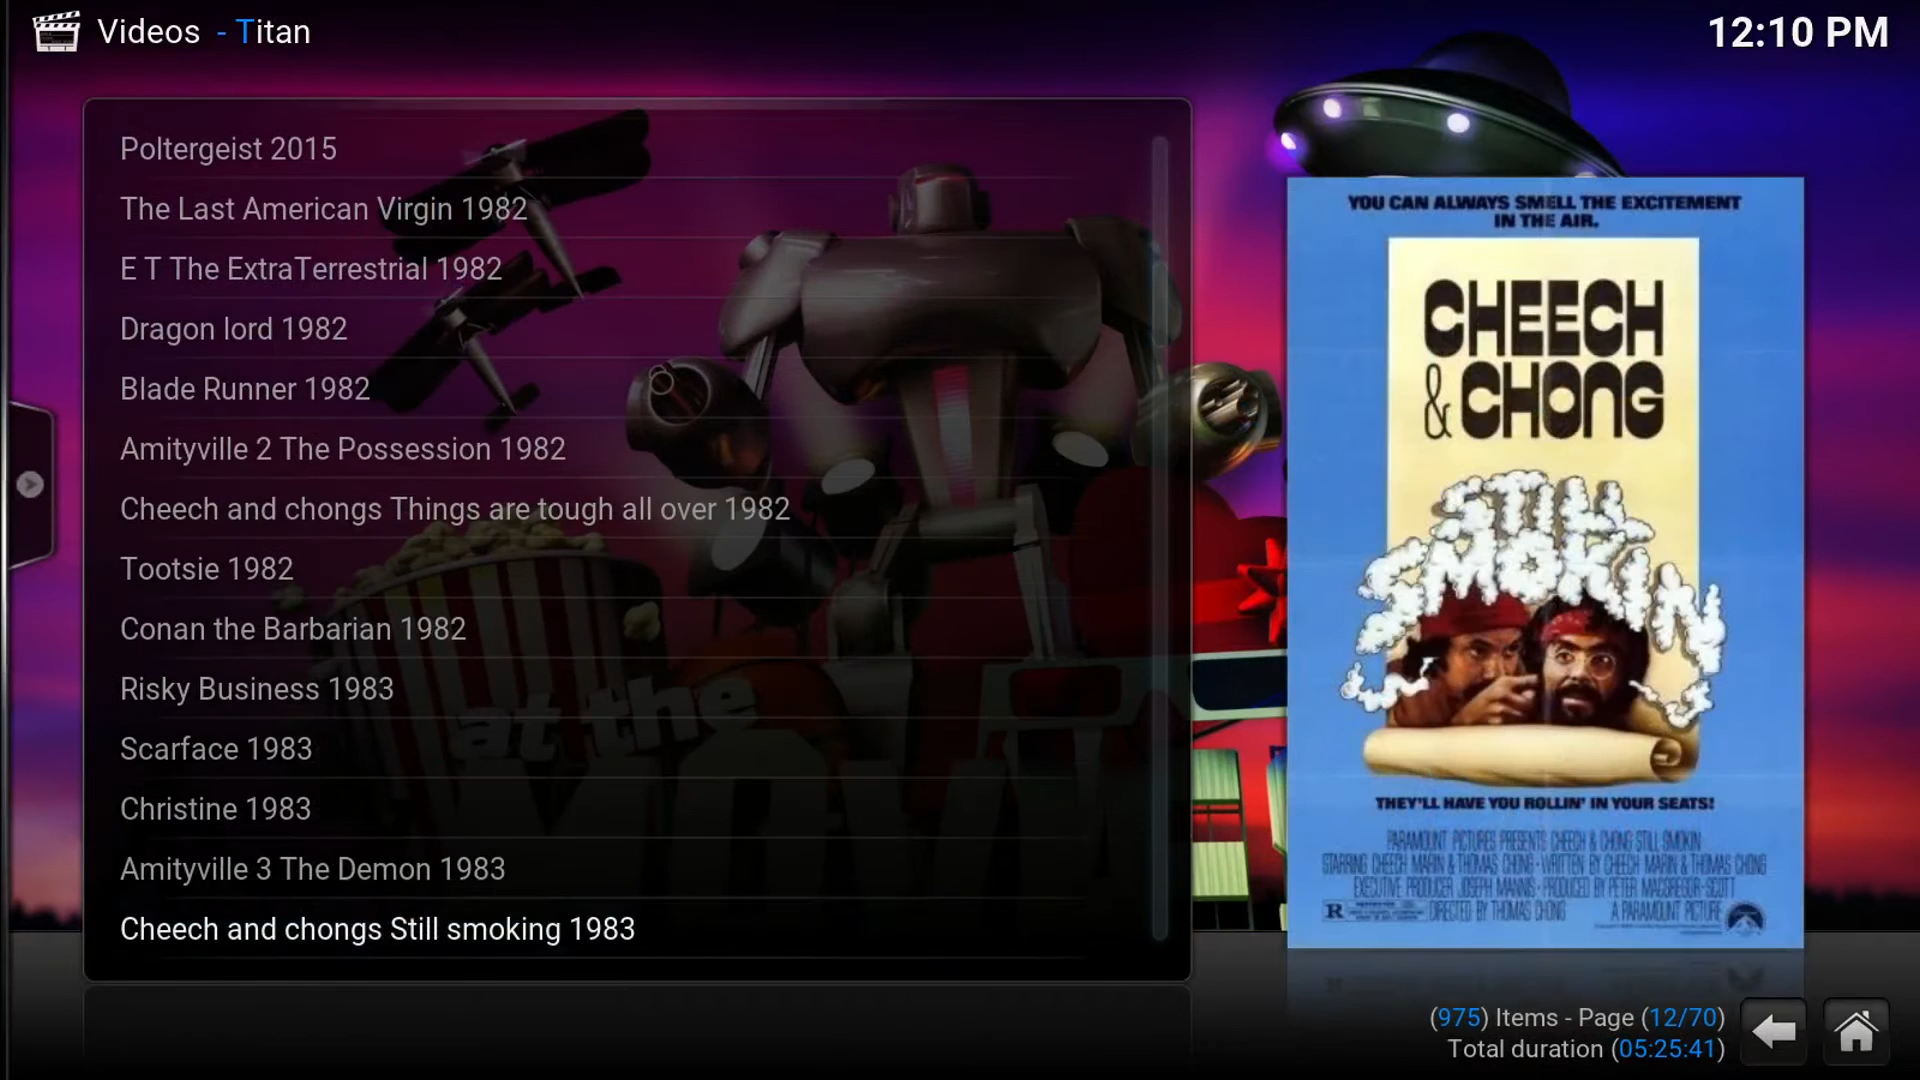 Videos - Titan
12:10 PM
Poltergeist 2015
The Last American Virgin 1982
E T The ExtraTerrestrial 1982
Dragon lord 1982
Blade Runner 1982
Amityville 2 The Possession 1982
Cheech and chongs Things are tough all over 1982
Tootsie 1982
Conan the Barbarian 1982
Risky Business 1983
Scarface 1983
Christine 1983
Amityville 3 The Demon 1983
Cheech and chongs Still smoking 1983
at the
YOU CAN ALWAYS SMELL THE EXCITEMENT
IN THE AIR.
CHEECH
& CHONG
STILL
SMOKIN
THEY'LL HAVE YOU ROLLIN' IN YOUR SEATS!
PARAMOUNT PICTURES PRESENTS CHEECH & CHONG STILL SMOKIN
STARRING CHEECH MARIN & THOMAS CHONG · WRITTEN BY CHEECH MARIN & THOMAS CHONG
EXECUTIVE PRODUCER JOSEPH MANNIS · PRODUCED BY PETER MACGREGOR-SCOTT
R DIRECTED BY THOMAS CHONG A PARAMOUNT PICTURE
(975) Items - Page (12/70)
Total duration (05:25:41)